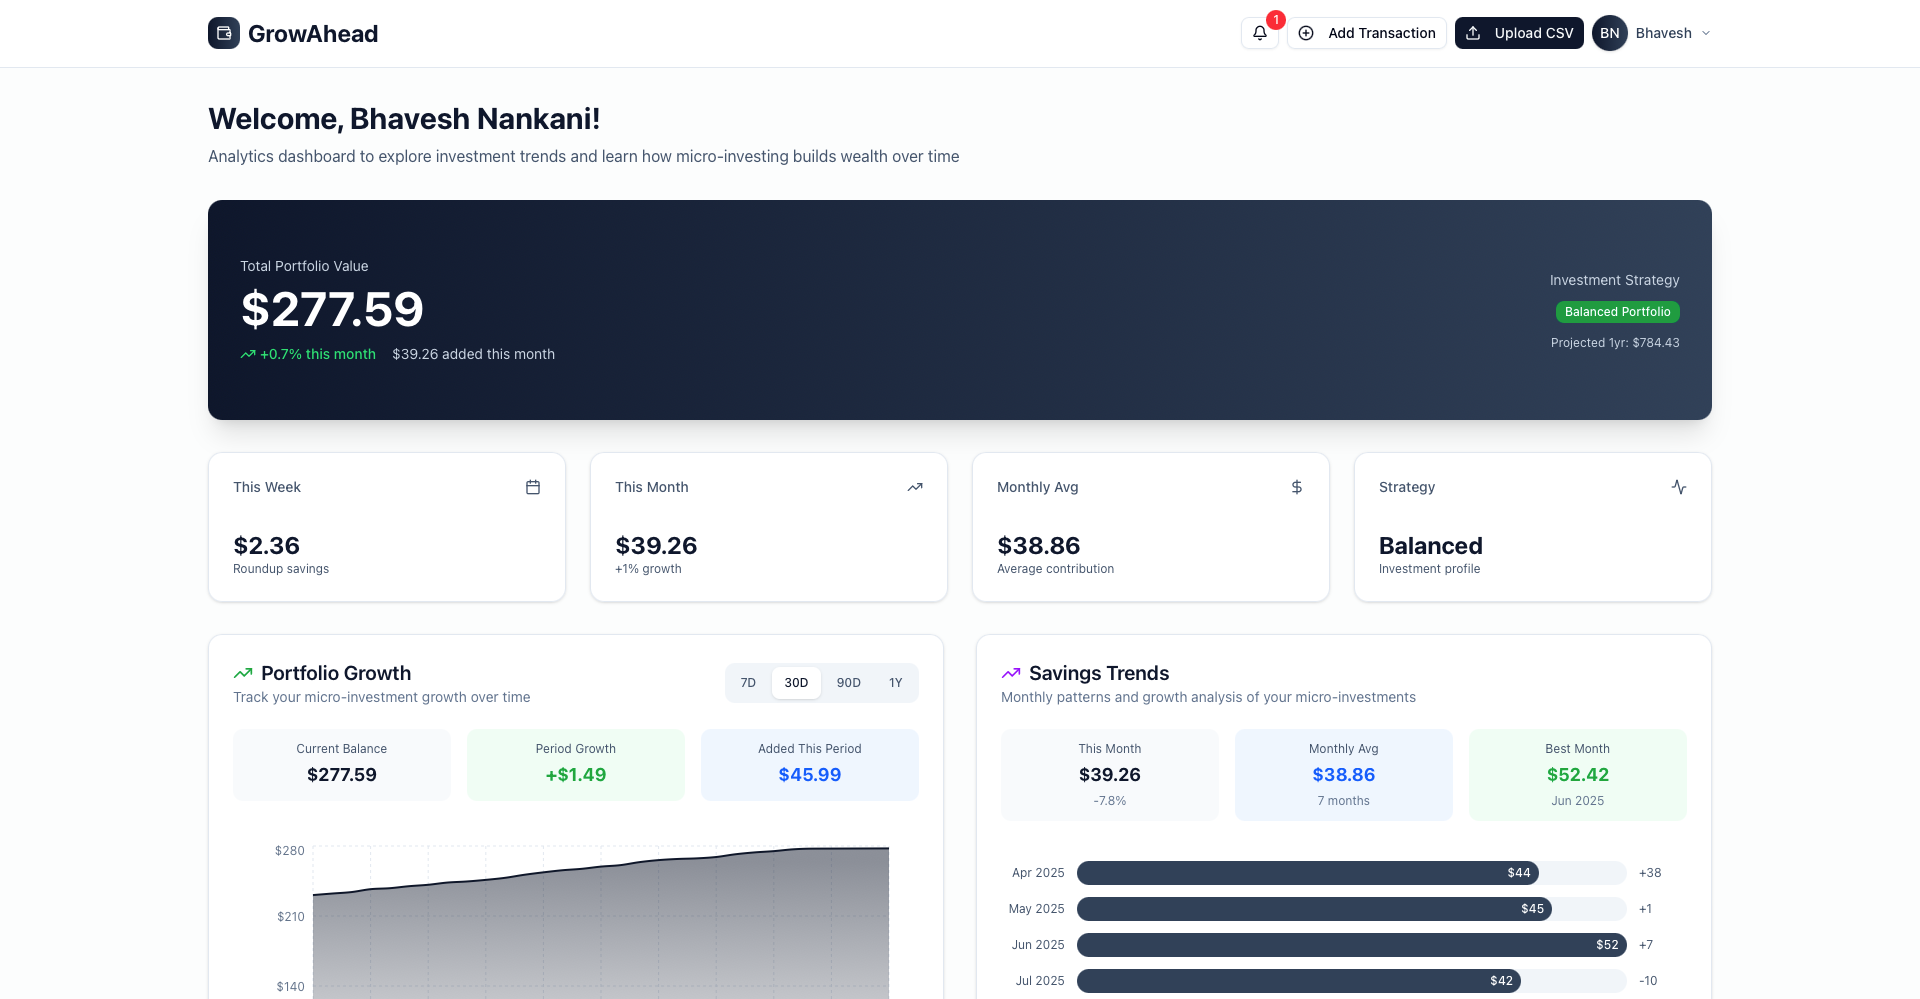 GrowAhead
1
Add Transaction
Upload CSV
BN
Bhavesh
Welcome, Bhavesh Nankani!
Analytics dashboard to explore investment trends and learn how micro-investing builds wealth over time
Total Portfolio Value
$277.59
+0.7% this month $39.26 added this month
Investment Strategy
Balanced Portfolio
Projected 1yr: $784.43
This Week
$2.36
Roundup savings
This Month
$39.26
+1% growth
Monthly Avg
$38.86
Average contribution
Strategy
Balanced
Investment profile
Portfolio Growth
Track your micro-investment growth over time
7D 30D 90D 1Y
Current Balance
$277.59
Period Growth
+$1.49
Added This Period
$45.99
$280
$210
$140
Savings Trends
Monthly patterns and growth analysis of your micro-investments
This Month
$39.26
-7.8%
Monthly Avg
$38.86
7 months
Best Month
$52.42
Jun 2025
Apr 2025 $44 +38
May 2025 $45 +1
Jun 2025 $52 +7
Jul 2025 $42 -10